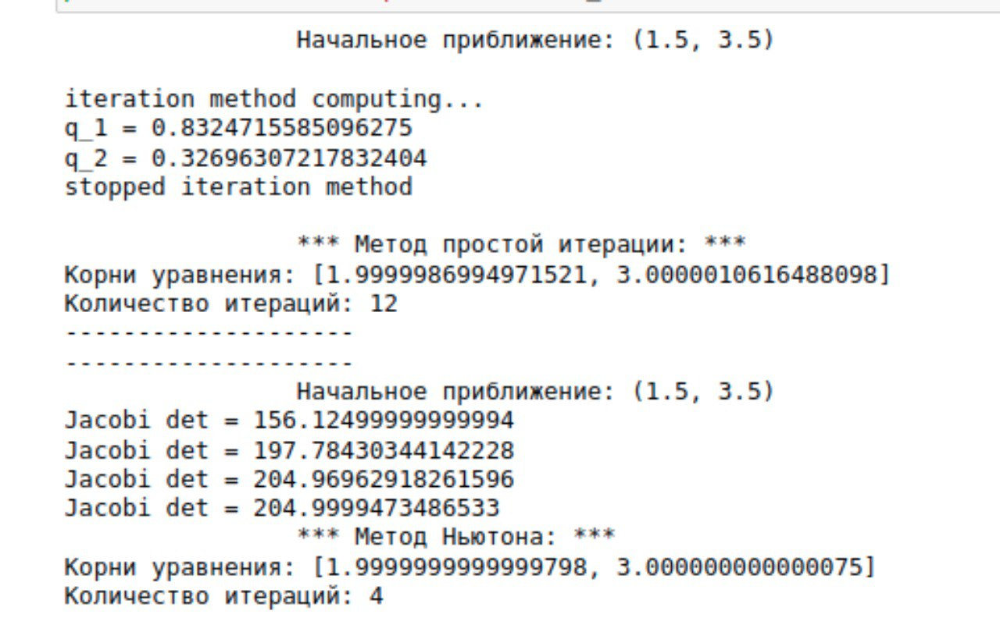 Начальное приближение: (1.5, 3.5)
iteration method computing...
q_1 = 0.8324715585096275
q_2 = 0.32696307217832404
stopped iteration method
*** Метод простой итерации: ***
Корни уравнения: [1.9999986994971521, 3.0000010616488098]
Количество итераций: 12
--------------------
--------------------
Начальное приближение: (1.5, 3.5)
Jacobi det = 156.12499999999994
Jacobi det = 197.78430344142228
Jacobi det = 204.96962918261596
Jacobi det = 204.9999473486533
*** Метод Ньютона: ***
Корни уравнения: [1.9999999999999798, 3.000000000000075]
Количество итераций: 4